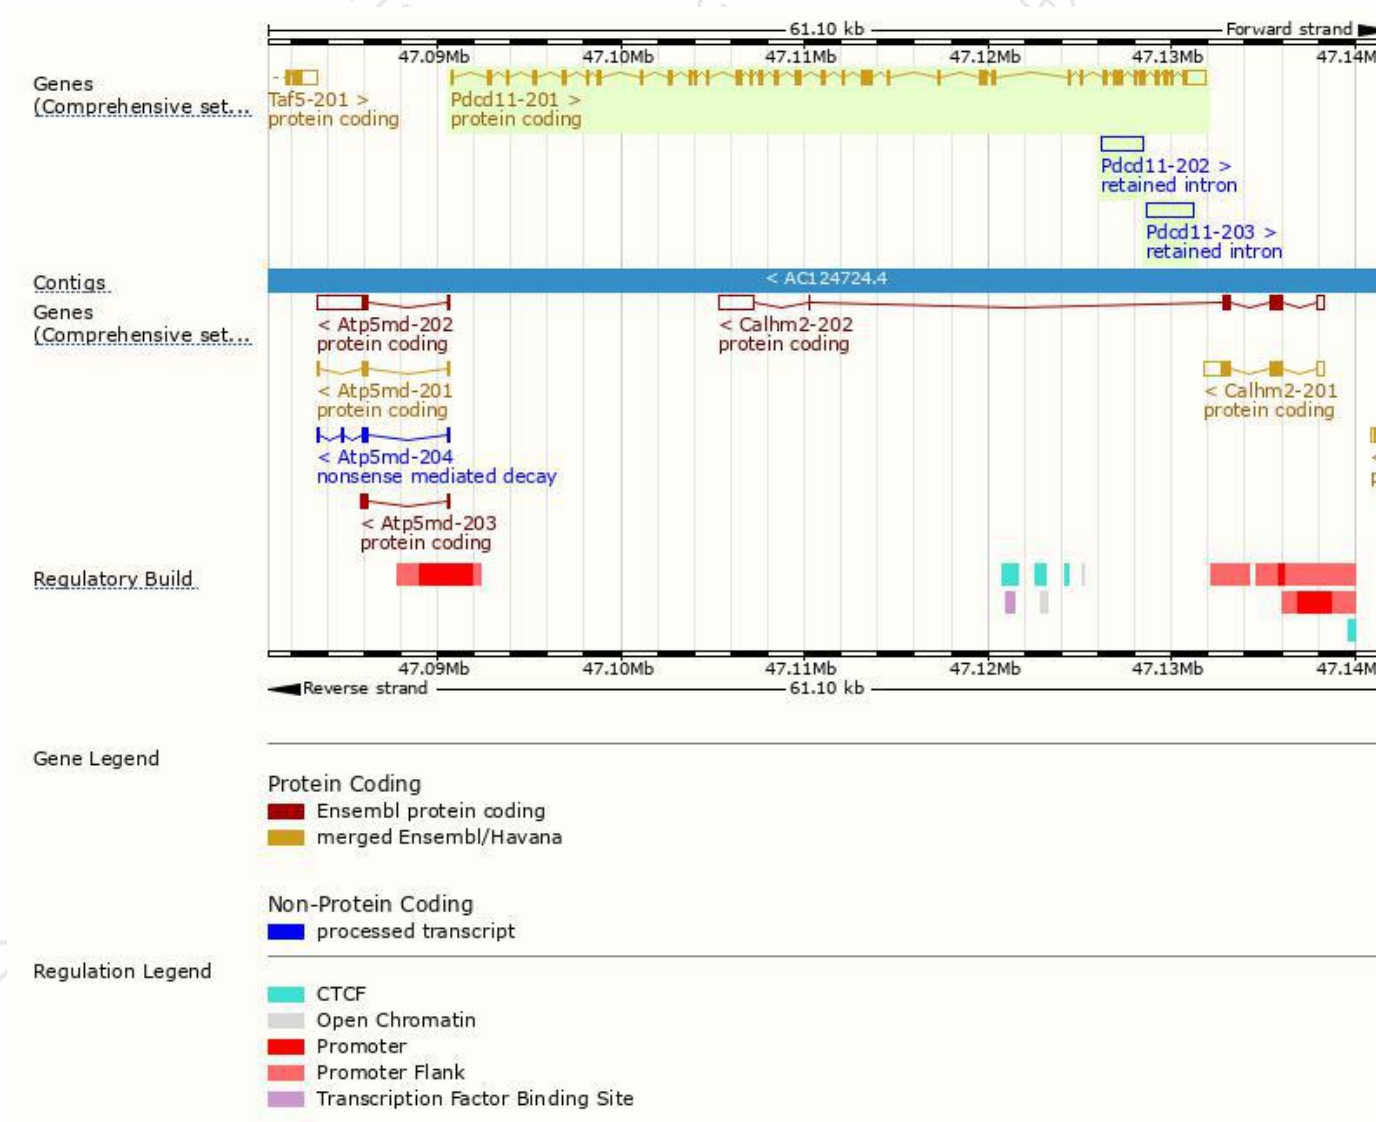 61.10 kb
Forward strand
47.09Mb 47.10Mb 47.11Mb 47.12Mb 47.13Mb 47.14M
Genes
(Comprehensive set...
Taf5-201 >
protein coding
Pdcd11-201 >
protein coding
Pdcd11-202 >
retained intron
Pdcd11-203 >
retained intron
Contigs
< AC124724.4
Genes
(Comprehensive set...
< Atp5md-202
protein coding
< Calhm2-202
protein coding
< Atp5md-201
protein coding
< Calhm2-201
protein coding
< Atp5md-204
nonsense mediated decay
<
p
< Atp5md-203
protein coding
Regulatory Build
47.09Mb 47.10Mb 47.11Mb 47.12Mb 47.13Mb 47.14M
Reverse strand
61.10 kb
Gene Legend
Protein Coding
Ensembl protein coding
merged Ensembl/Havana
Non-Protein Coding
processed transcript
Regulation Legend
CTCF
Open Chromatin
Promoter
Promoter Flank
Transcription Factor Binding Site